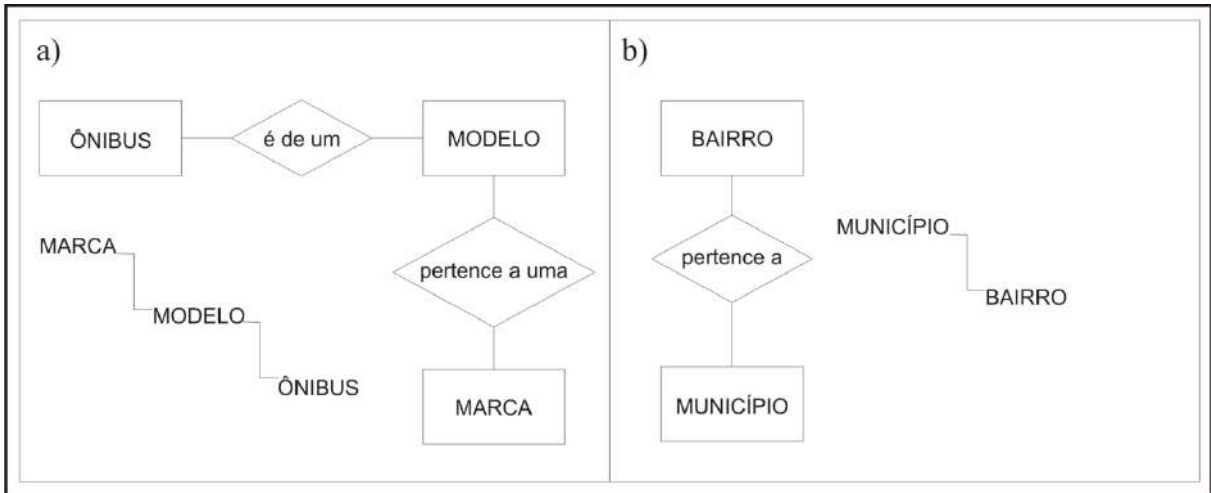 a)
b)
ÔNIBUS
é de um
MODELO
BAIRRO
MARCA
MODELO
ÔNIBUS
pertence a uma
MARCA
pertence a
MUNICÍPIO
BAIRRO
MUNICÍPIO